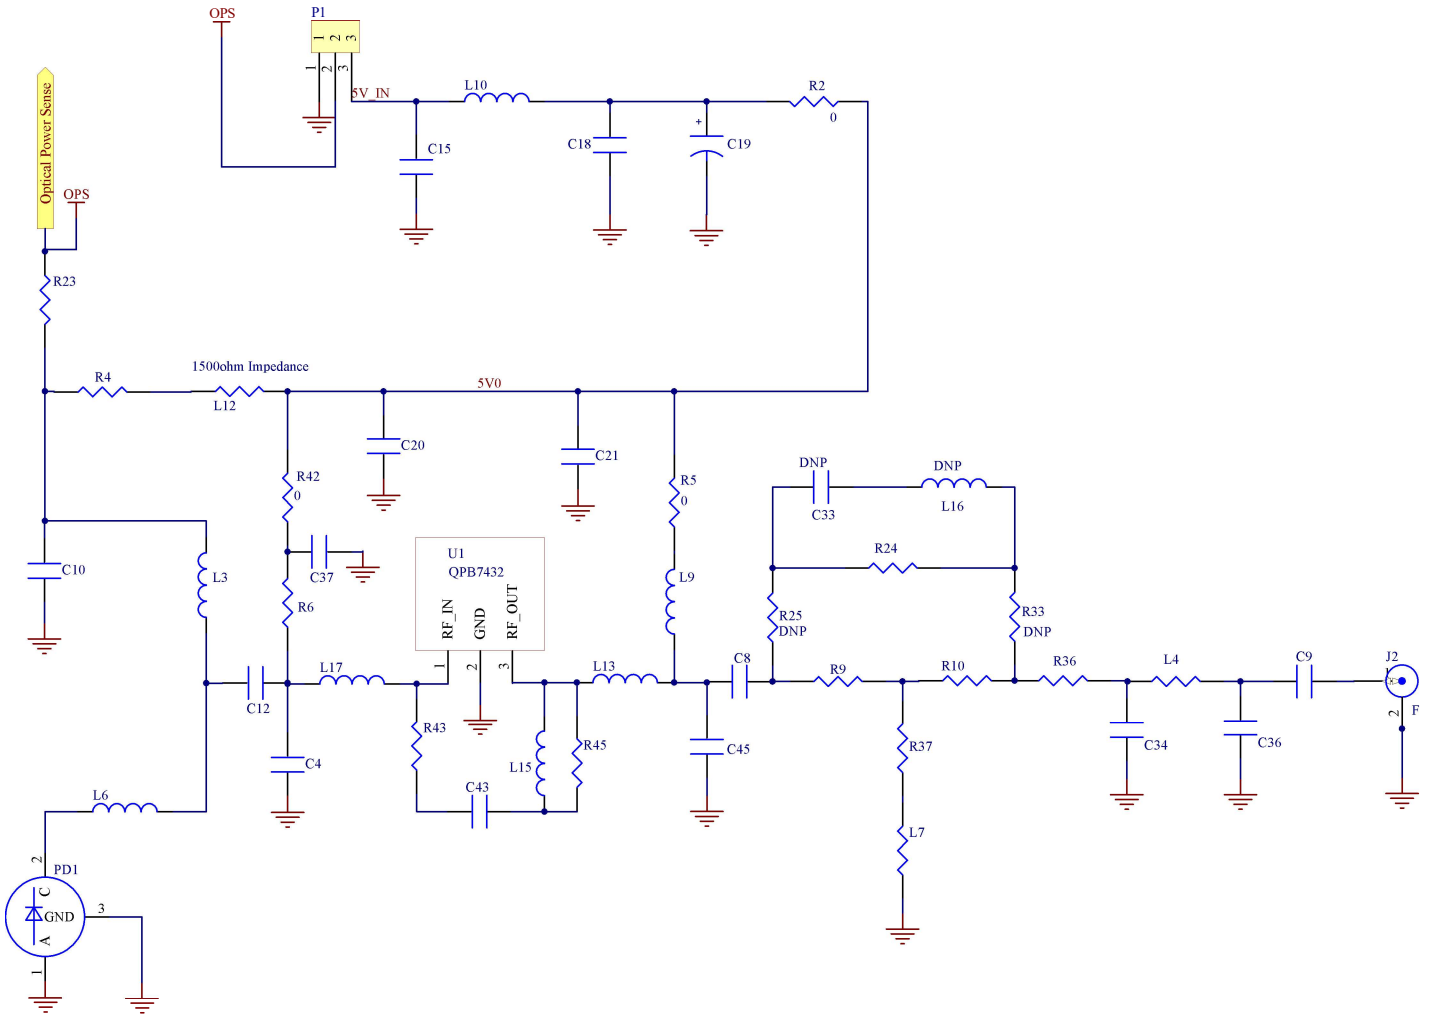 OPS
P1
1
2
3
1
2
3
5V_IN
L10
R2
0
C15
C18
+
C19
Optical Power Sense
OPS
R23
1500ohm Impedance
R4
L12
5V0
C20
C21
R42
0
R5
0
DNP
DNP
C33
L16
R24
C37
C10
L3
R6
U1
QPB7432
RF_IN
GND
RF_OUT
1
2
3
L9
R25
DNP
R33
DNP
C12
L17
L13
C8
R9
R10
R36
L4
C9
J2
2
F
R43
L15
R45
C45
R37
C34
C36
C4
C43
L6
L7
2
PD1
C
GND
A
3
1